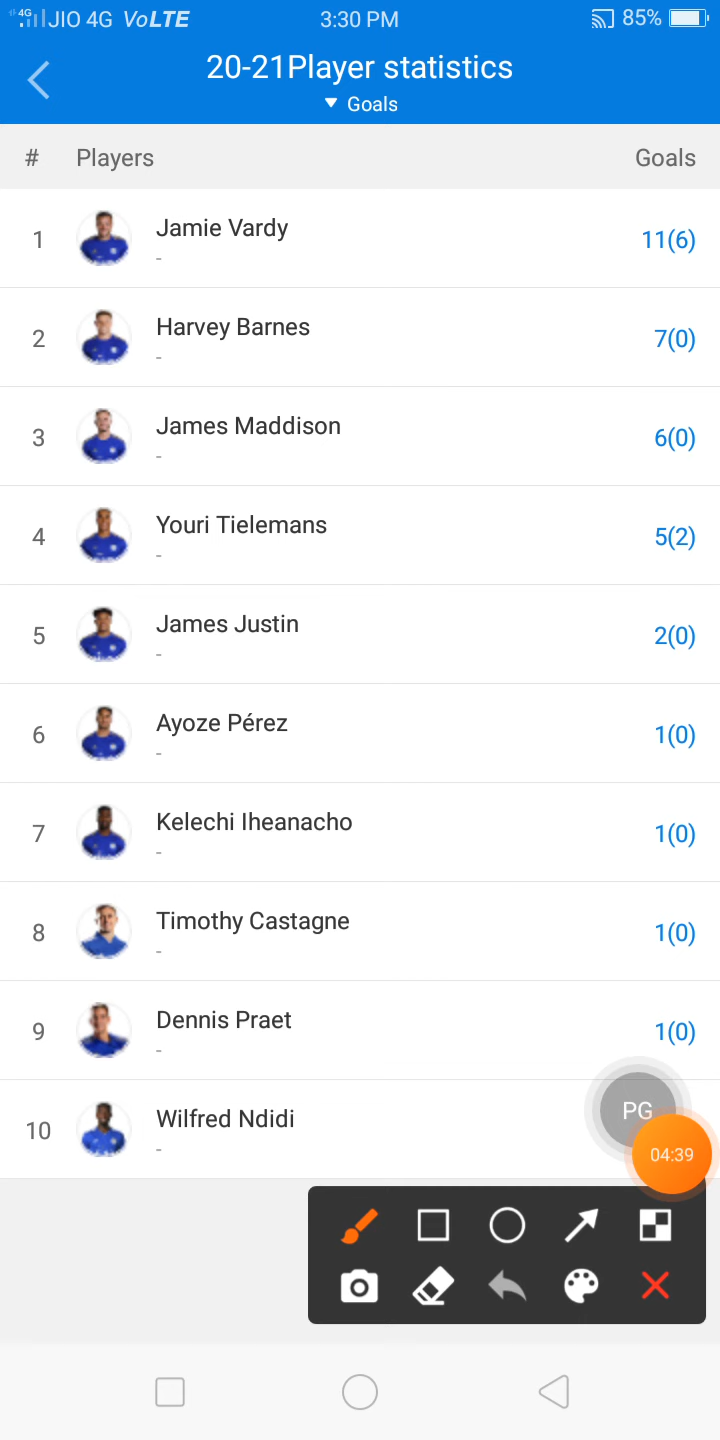 4G JIO 4G VoLTE 3:30 PM 85%
20-21Player statistics
Goals
# Players Goals
1 Jamie Vardy 11(6)
-
2 Harvey Barnes 7(0)
-
3 James Maddison 6(0)
-
4 Youri Tielemans 5(2)
-
5 James Justin 2(0)
-
6 Ayoze Pérez 1(0)
-
7 Kelechi Iheanacho 1(0)
-
8 Timothy Castagne 1(0)
-
9 Dennis Praet 1(0)
-
10 Wilfred Ndidi
-
PG
04:39